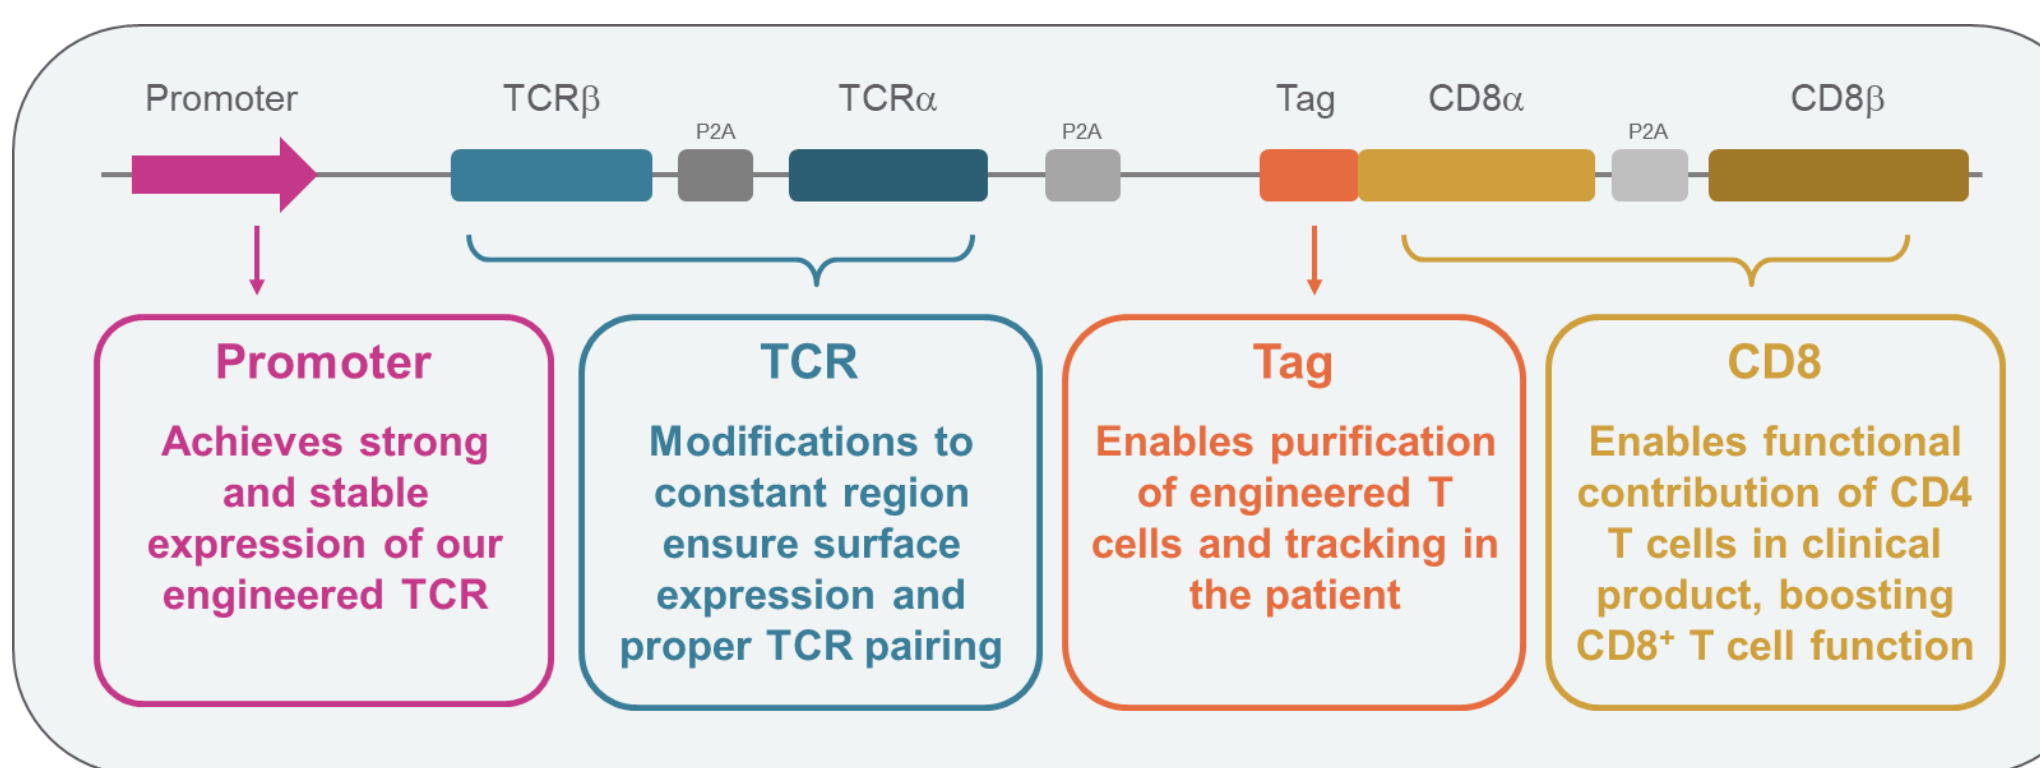 Promoter TCRβ TCRα Tag CD8α CD8β
P2A P2A P2A
Promoter
Achieves strong
and stable
expression of our
engineered TCR
TCR
Modifications to
constant region
ensure surface
expression and
proper TCR pairing
Tag
Enables purification
of engineered T
cells and tracking in
the patient
CD8
Enables functional
contribution of CD4
T cells in clinical
product, boosting
CD8⁺ T cell function